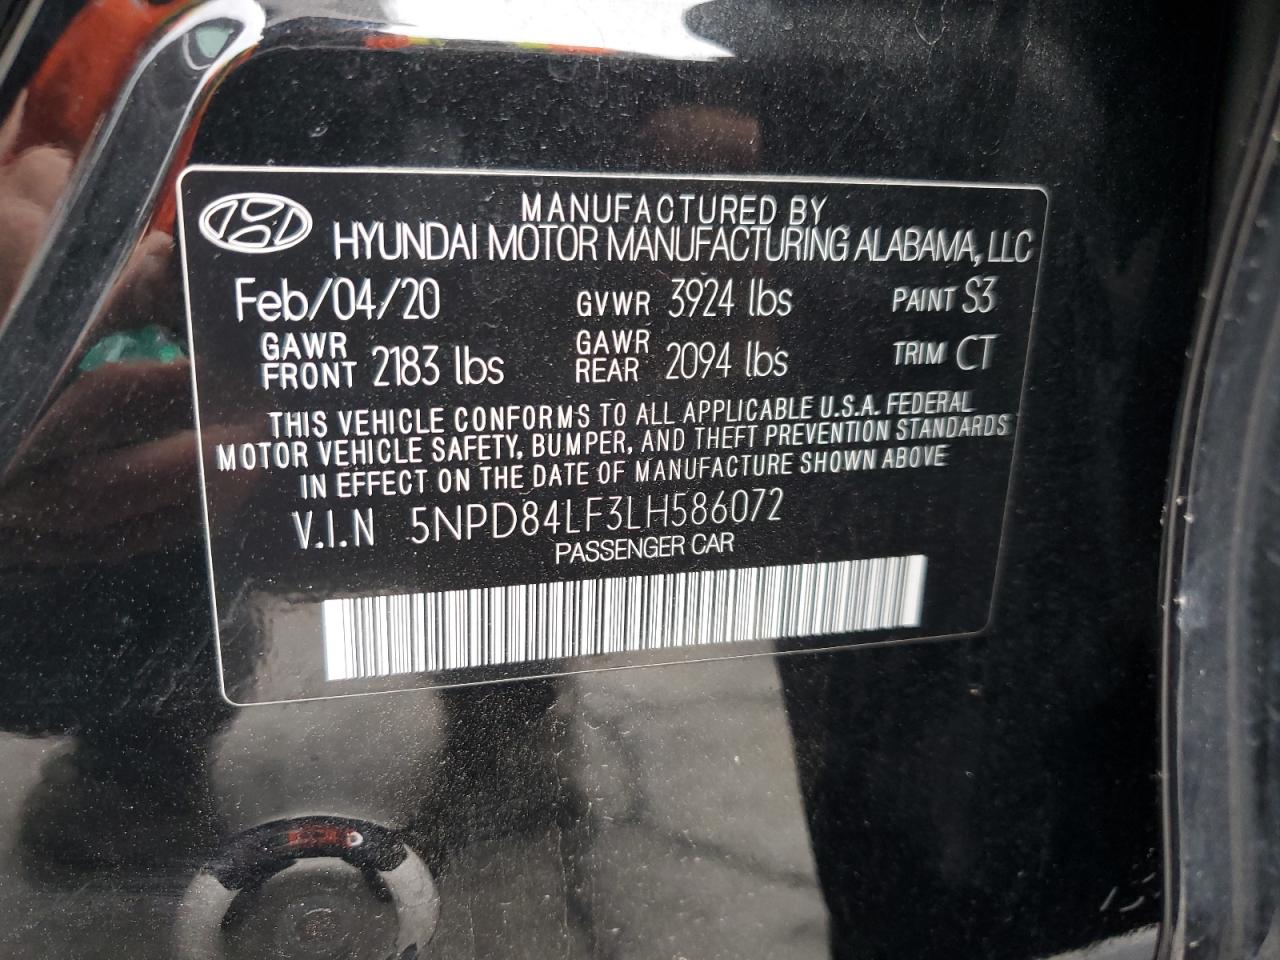 MANUFACTURED BY
HYUNDAI MOTOR MANUFACTURING ALABAMA, LLC
Feb/04/20 GVWR 3924 lbs PAINT S3
GAWR FRONT 2183 lbs GAWR REAR 2094 lbs TRIM CT
THIS VEHICLE CONFORMS TO ALL APPLICABLE U.S.A. FEDERAL
MOTOR VEHICLE SAFETY, BUMPER, AND THEFT PREVENTION STANDARDS
IN EFFECT ON THE DATE OF MANUFACTURE SHOWN ABOVE
V.I.N 5NPD84LF3LH586072
PASSENGER CAR